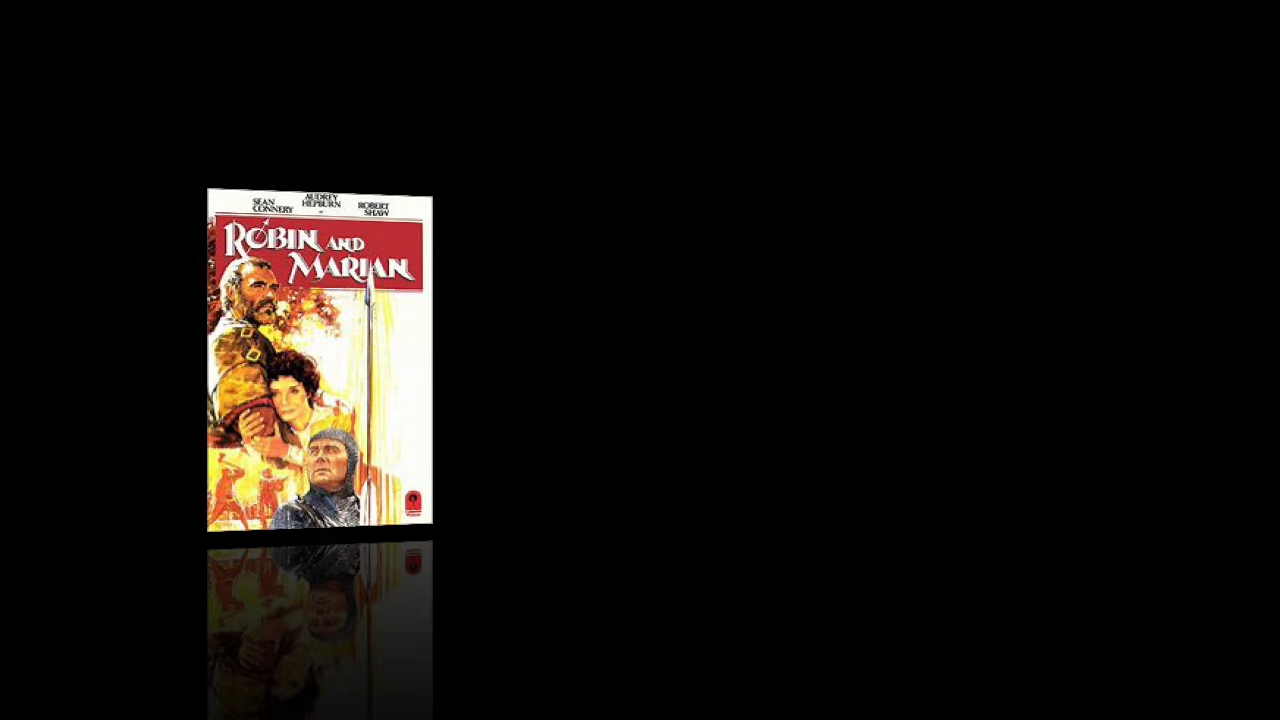 SEAN
CONNERY
AUDREY
HEPBURN
ROBERT
SHAW
ROBIN AND
MARIAN